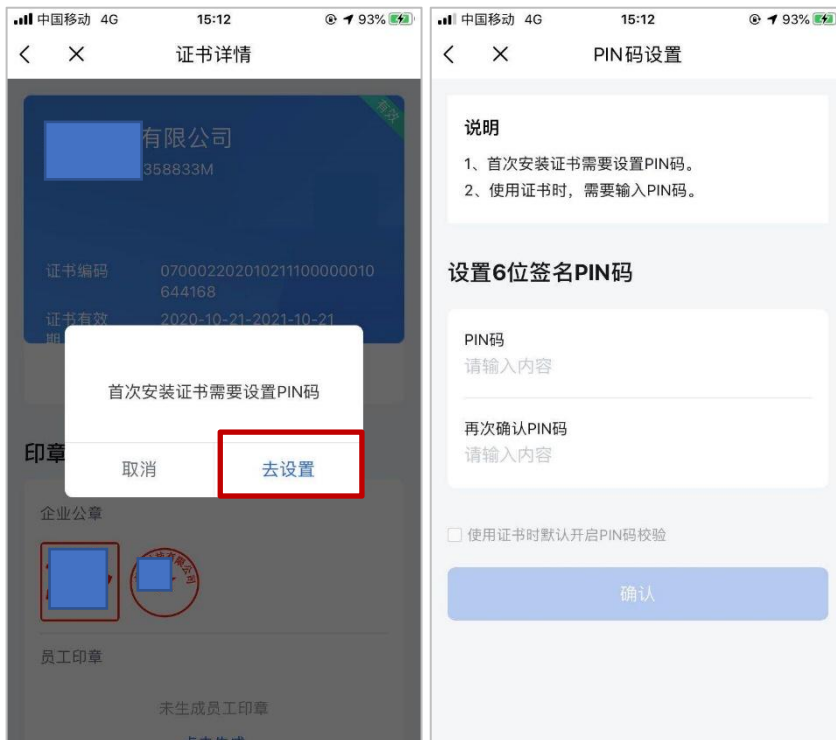 中国移动 4G
15:12
93%
证书详情
有效
有限公司
358833M
证书编码
070002202010211100000010
644168
证书有效
期
2020-10-21-2021-10-21
首次安装证书需要设置PIN码
取消
去设置
印章
企业公章
员工印章
未生成员工印章
中国移动 4G
15:12
93%
PIN码设置
说明
1、首次安装证书需要设置PIN码。
2、使用证书时，需要输入PIN码。
设置6位签名PIN码
PIN码
请输入内容
再次确认PIN码
请输入内容
使用证书时默认开启PIN码校验
确认